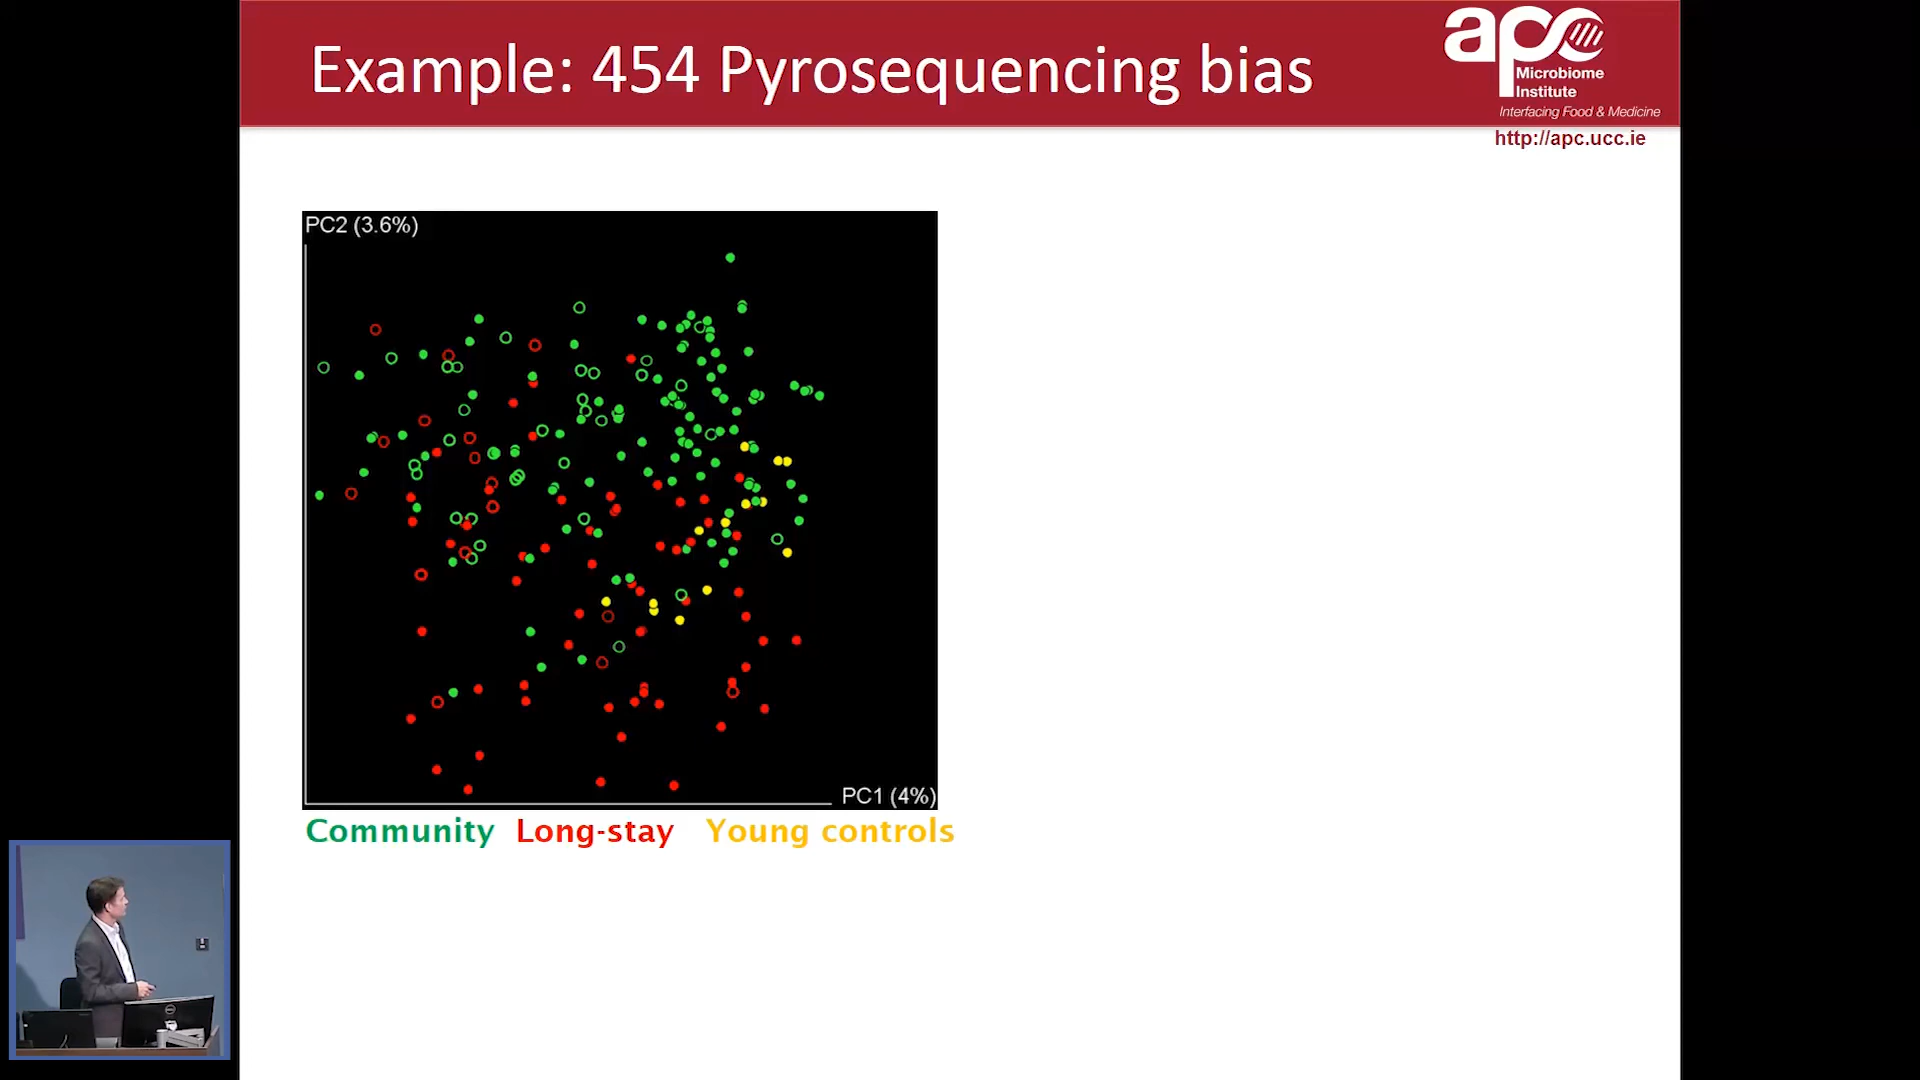 Example: 454 Pyrosequencing bias
apc
Microbiome
Institute
Interfacing Food & Medicine
http://apc.ucc.ie
PC2 (3.6%)
PC1 (4%)
Community Long-stay Young controls